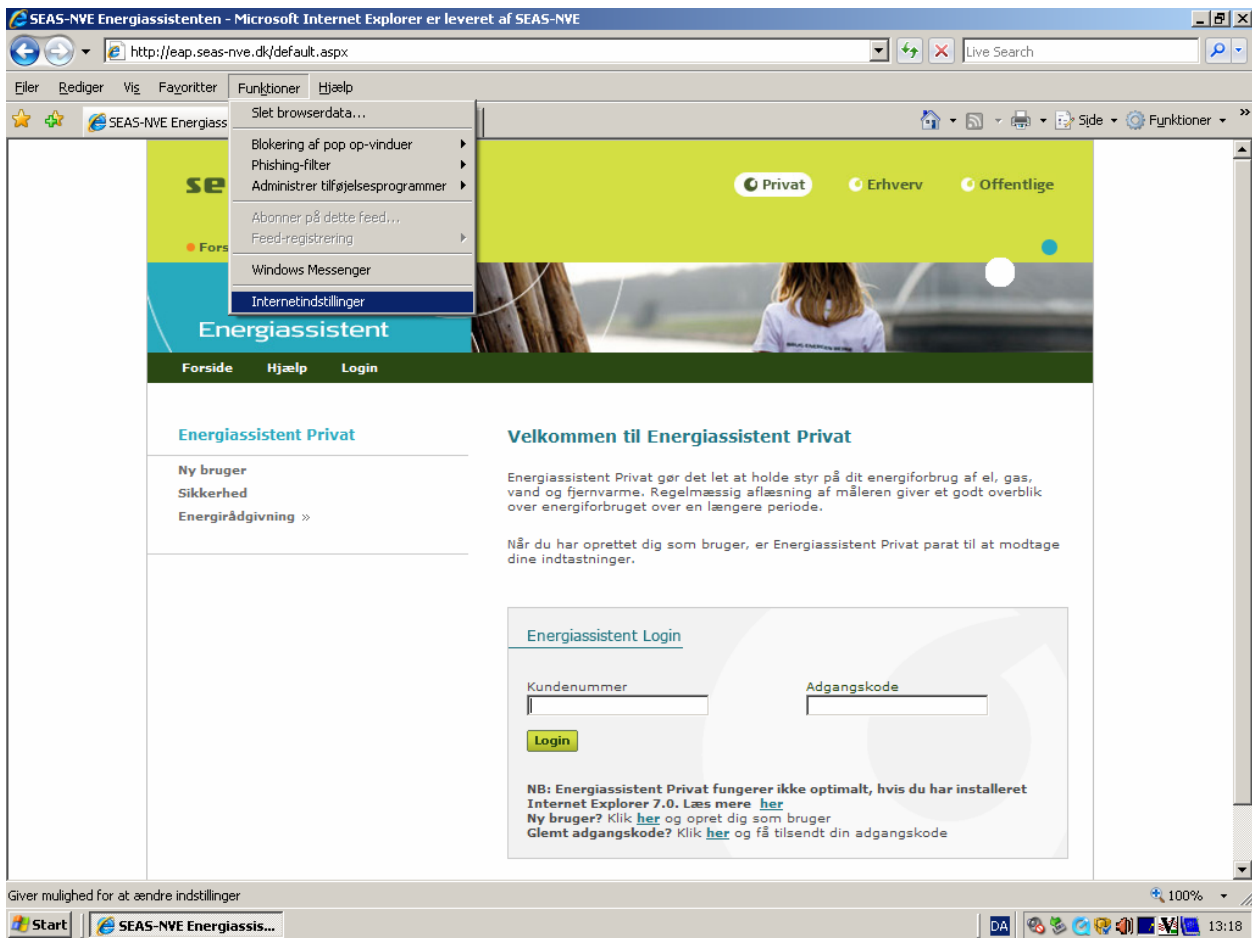 SEAS-NVE Energiassistenten - Microsoft Internet Explorer er leveret af SEAS-NVE
http://eap.seas-nve.dk/default.aspx
Live Search
Filer Rediger Vis Favoritter Funktioner Hjælp
SEAS-NVE Energiass
Side Funktioner »
Slet browserdata...
Blokering af pop op-vinduer
Phishing-filter
Administrer tilføjelsesprogrammer
Abonner på dette feed...
Feed-registrering
Windows Messenger
Internetindstillinger
se
Privat Erhverv Offentlige
Fors
Energiassistent
BRUG ENERGIEN BEDRE
Forside Hjælp Login
Energiassistent Privat
Ny bruger
Sikkerhed
Energirådgivning »
Velkommen til Energiassistent Privat
Energiassistent Privat gør det let at holde styr på dit energiforbrug af el, gas,
vand og fjernvarme. Regelmæssig aflæsning af måleren giver et godt overblik
over energiforbruget over en længere periode.
Når du har oprettet dig som bruger, er Energiassistent Privat parat til at modtage
dine indtastninger.
Energiassistent Login
Kundenummer Adgangskode
Login
NB: Energiassistent Privat fungerer ikke optimalt, hvis du har installeret
Internet Explorer 7.0. Læs mere her
Ny bruger? Klik her og opret dig som bruger
Glemt adgangskode? Klik her og få tilsendt din adgangskode
Giver mulighed for at ændre indstillinger
100%
Start SEAS-NVE Energiassis... DA 13:18